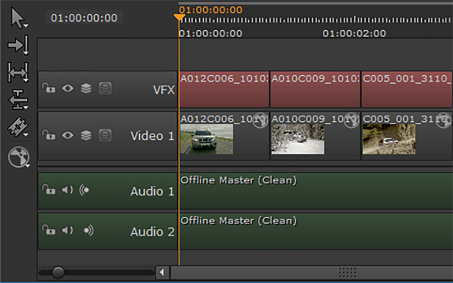 01:00:00:00
01:00:00:00
01:00:00:00
01:00:02:00
VFX
A012C006_1010
A010C009_1010
C005_001_3110_
Video 1
A012C006_1010
A010C009_1010
C005_001_3110_
Audio 1
Offline Master (Clean)
Audio 2
Offline Master (Clean)